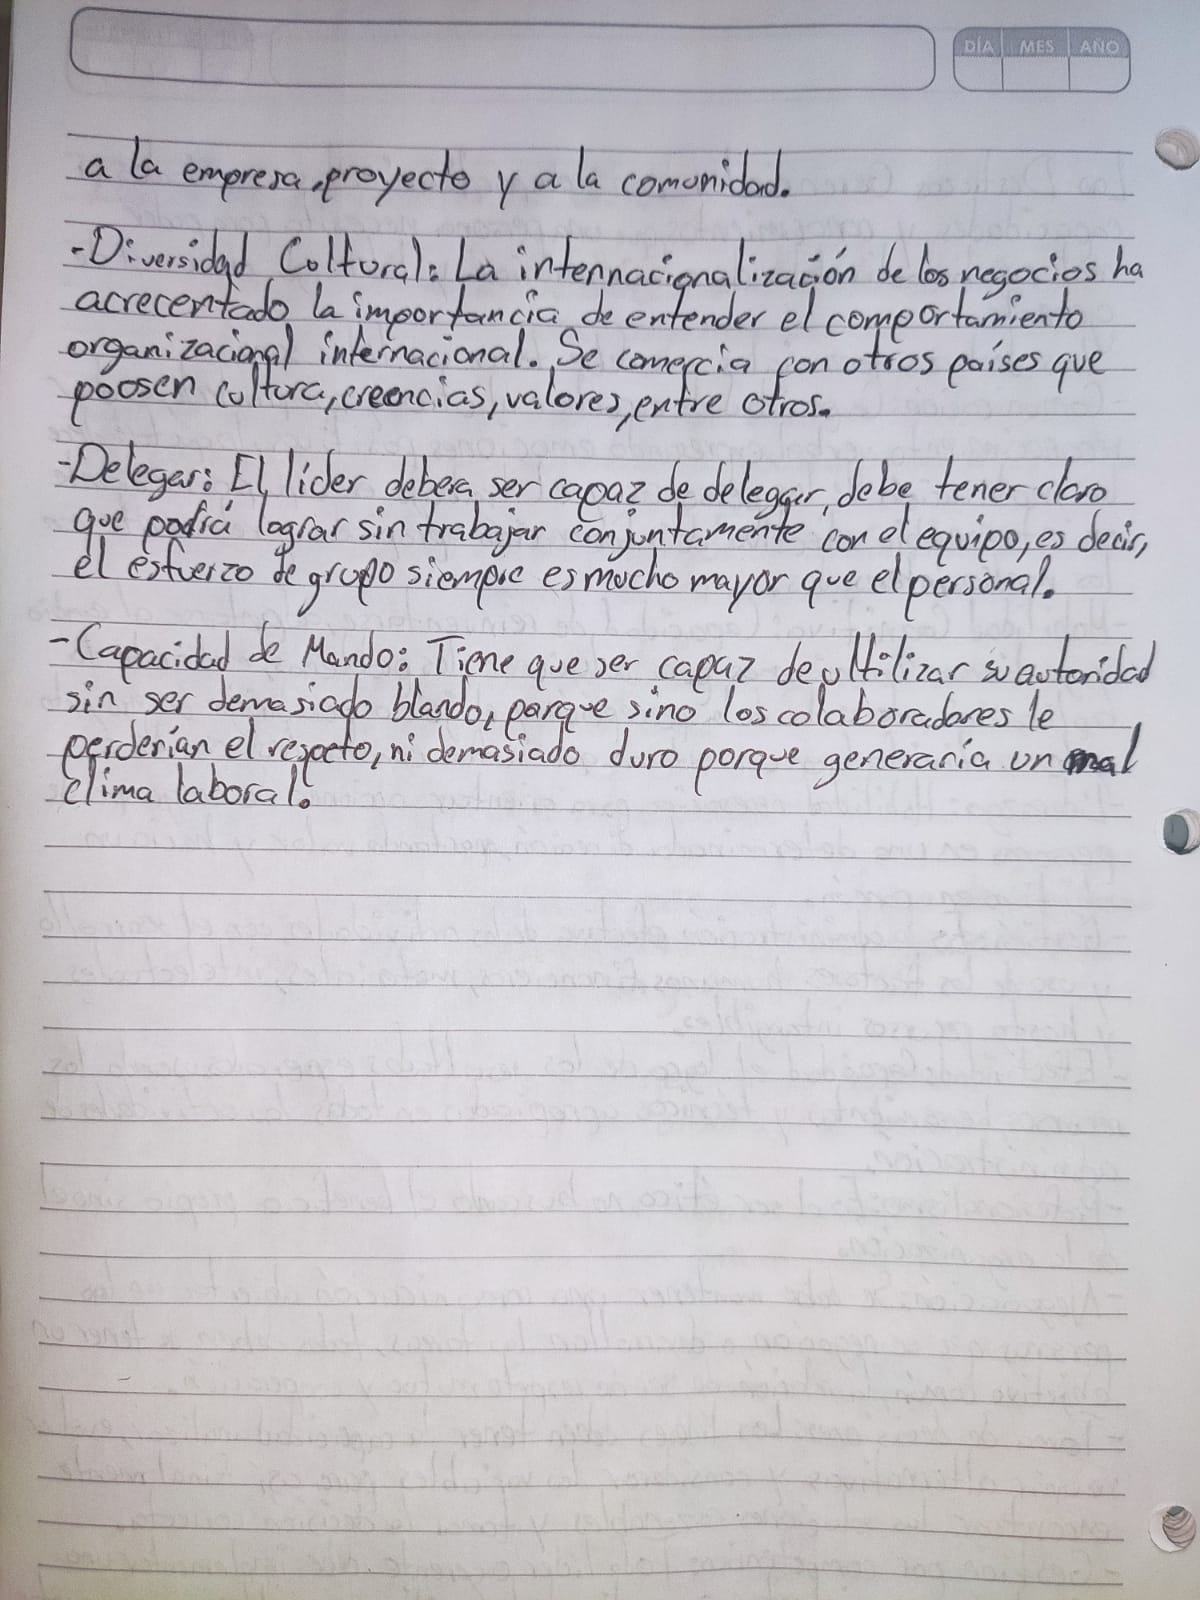 DÍA MES AÑO
a la empresa, proyecto y a la comunidad.
-Diversidad Cultural: La internacionalización de los negocios ha
acrecentado la importancia de entender el comportamiento
organizacional internacional. Se comercia con otros países que
poosen cultura, creencias, valores, entre otros.
-Delegar: El lider debera ser capaz de delegar, debe tener claro
que podría lograr sin trabajar conjuntamente con el equipo, es decir,
el esfuerzo de grupo siempre es mucho mayor que el personal.
-Capacidad de Mando: Tiene que ser capaz de ultilizar su autoridad
sin ser demasiado blando, porque sino los colaboradores le
perderían el respeto, ni demasiado duro porque generaría un mal
clima laboral.